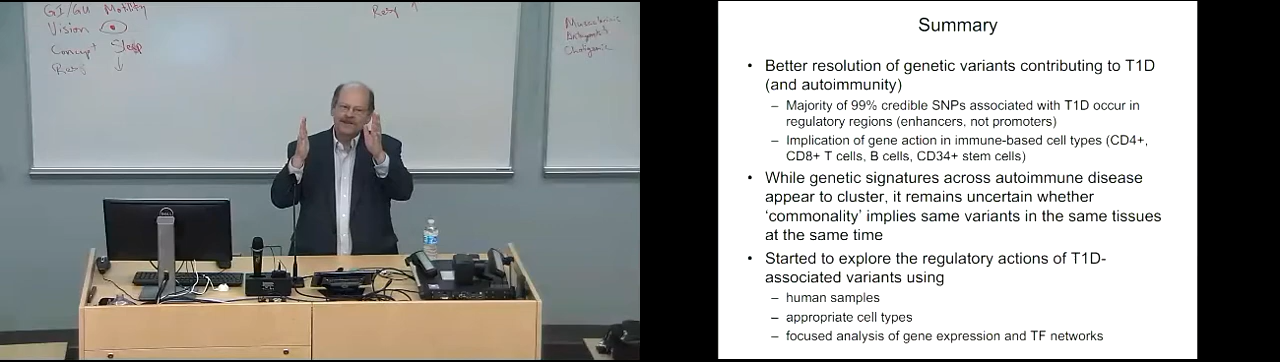 GI/GU Motility
Vision
Sleep
Resp ↑
Muscarinic
Summary
• Better resolution of genetic variants contributing to T1D
(and autoimmunity)
– Majority of 99% credible SNPs associated with T1D occur in
regulatory regions (enhancers, not promoters)
– Implication of gene action in immune-based cell types (CD4+,
CD8+ T cells, B cells, CD34+ stem cells)
• While genetic signatures across autoimmune disease
appear to cluster, it remains uncertain whether
‘commonality’ implies same variants in the same tissues
at the same time
• Started to explore the regulatory actions of T1D-
associated variants using
– human samples
– appropriate cell types
– focused analysis of gene expression and TF networks